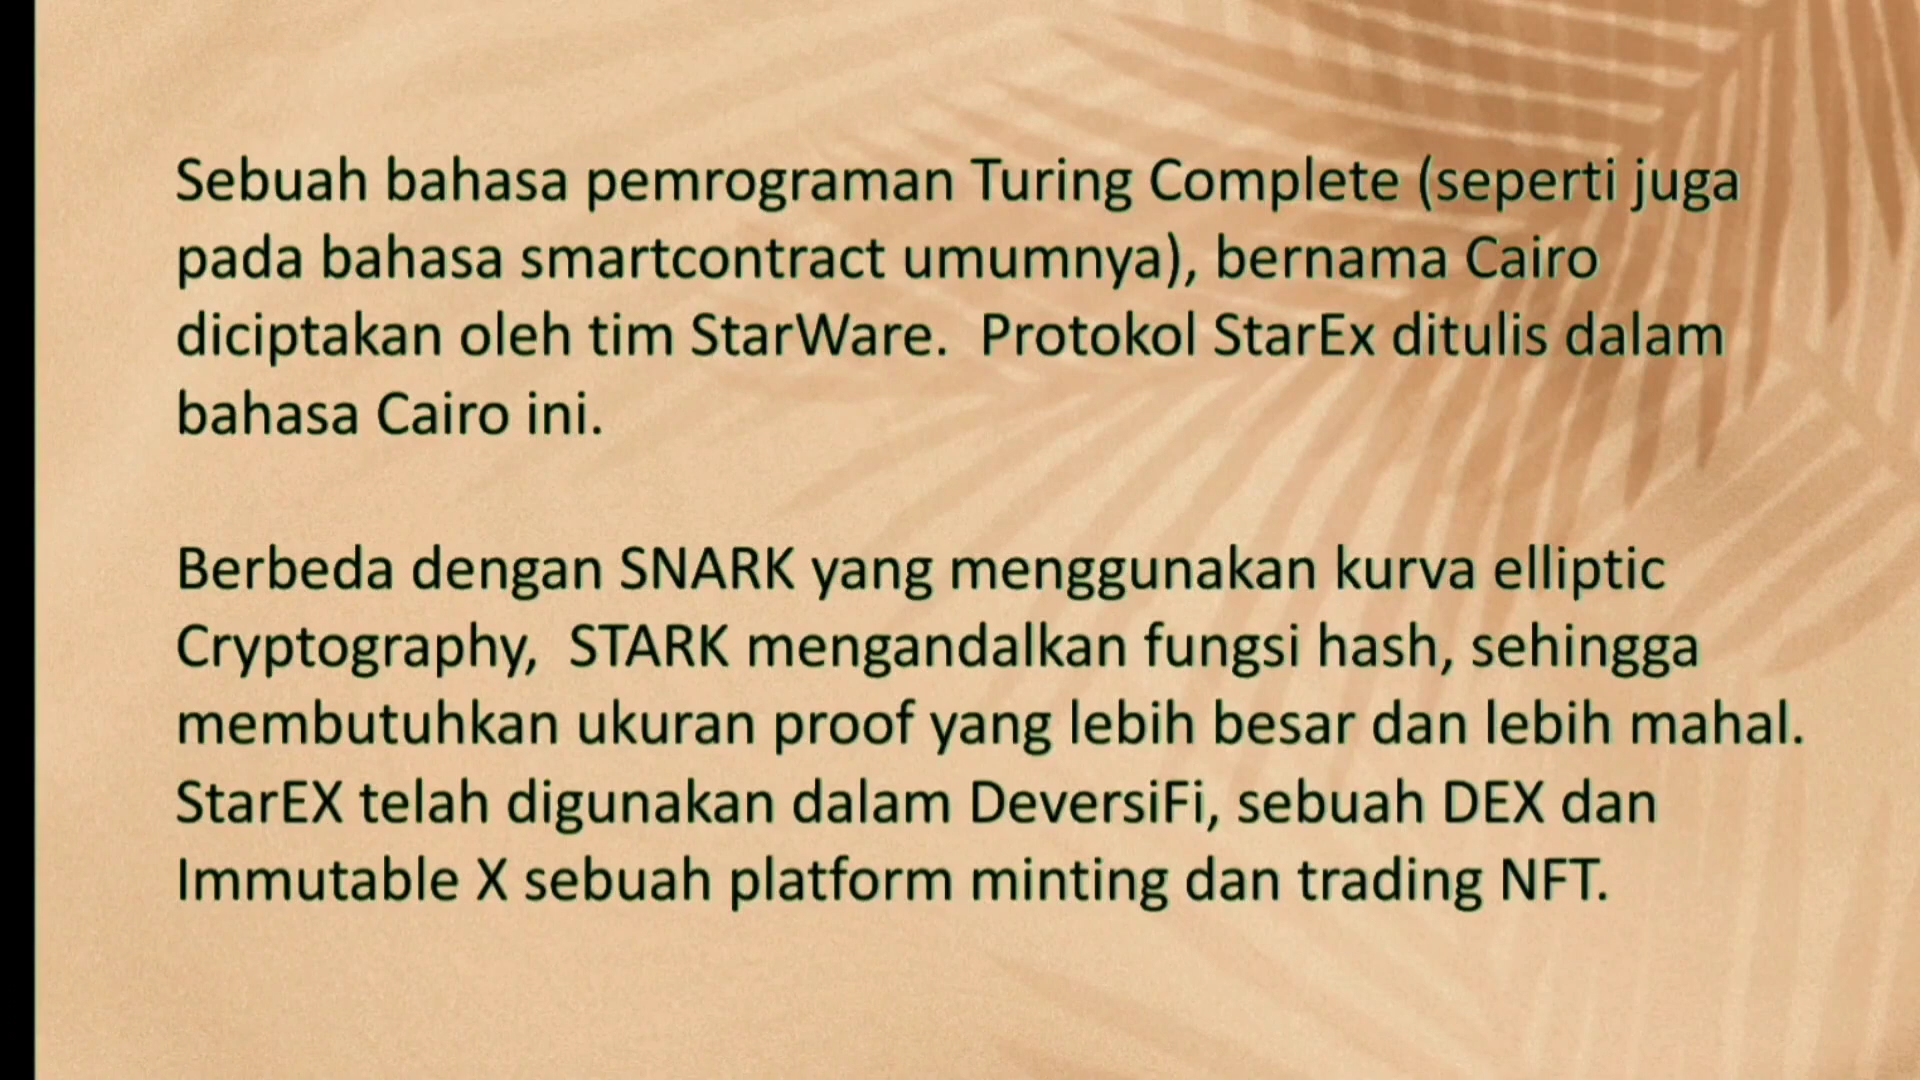 Sebuah bahasa pemrograman Turing Complete (seperti juga
pada bahasa smartcontract umumnya), bernama Cairo
diciptakan oleh tim StarWare.  Protokol StarEx ditulis dalam
bahasa Cairo ini.
Berbeda dengan SNARK yang menggunakan kurva elliptic
Cryptography,  STARK mengandalkan fungsi hash, sehingga
membutuhkan ukuran proof yang lebih besar dan lebih mahal.
StarEX telah digunakan dalam DeversiFi, sebuah DEX dan
Immutable X sebuah platform minting dan trading NFT.